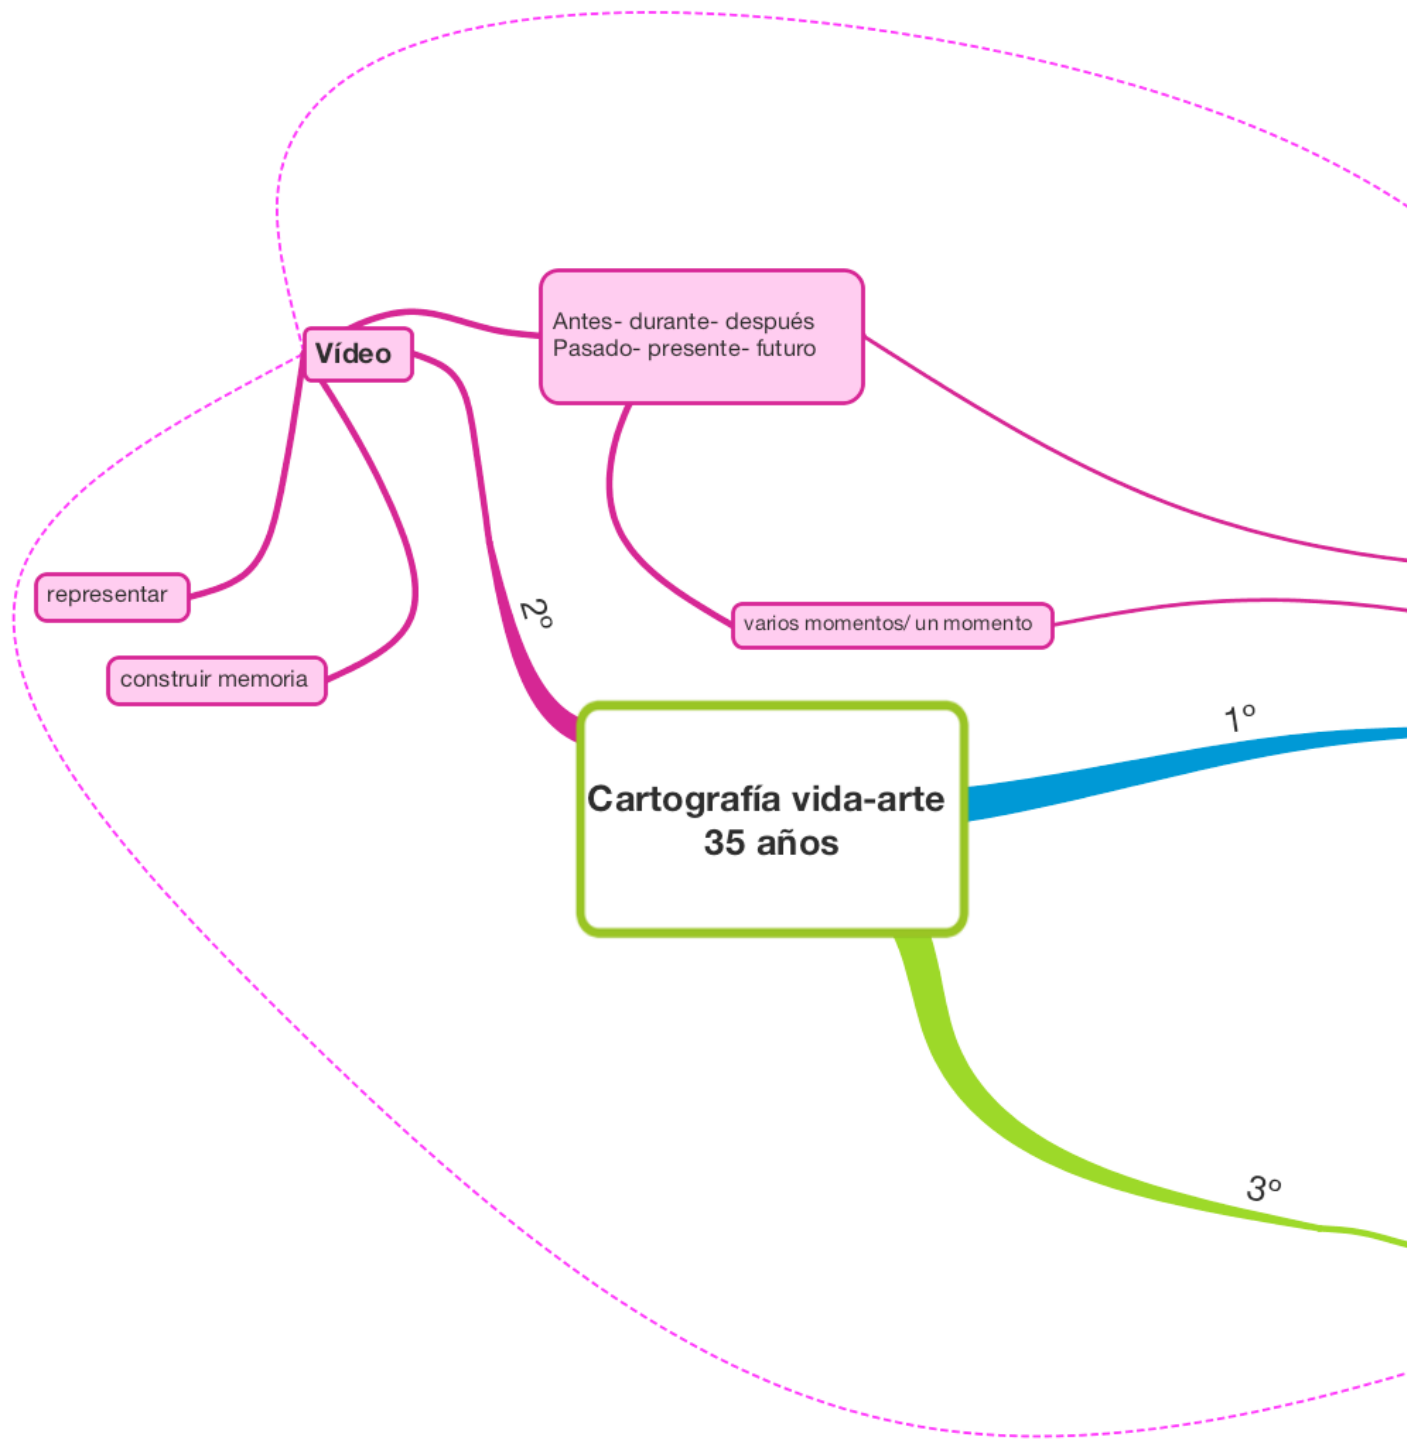 Antes- durante- después
Pasado- presente- futuro
Vídeo
representar
2º
varios momentos/ un momento
construir memoria
1º
Cartografía vida-arte
35 años
3º